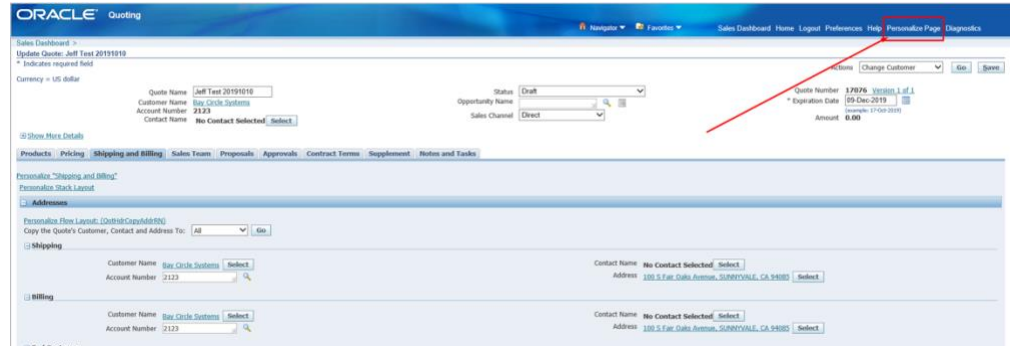 ORACLE Quoting
Navigator Favorites Sales Dashboard Home Logout Preferences Help Personalize Page Diagnostics
Sales Dashboard >
Update Quote: Jeff Test 20191010
* Indicates required field
Actions Change Customer Go Save
Currency = US dollar
Quote Name Jeff Test 20191010 Status Draft Quote Number 17076 Version 1 of 1
Customer Name Bay Circle Systems Opportunity Name * Expiration Date 09-Dec-2019
(example: 17-Oct-2019)
Account Number 2123 Sales Channel Direct Amount 0.00
Contact Name No Contact Selected Select
Show More Details
Products Pricing Shipping and Billing Sales Team Proposals Approvals Contract Terms Supplement Notes and Tasks
Personalize "Shipping and Billing"
Personalize Stack Layout
Addresses
Personalize Flow Layout: (QotHdrCopyAddrRN)
Copy the Quote's Customer, Contact and Address To: All Go
Shipping
Customer Name Bay Circle Systems Select Contact Name No Contact Selected Select
Account Number 2123 Address 100 S Fair Oaks Avenue, SUNNYVALE, CA 94085 Select
Billing
Customer Name Bay Circle Systems Select Contact Name No Contact Selected Select
Account Number 2123 Address 100 S Fair Oaks Avenue, SUNNYVALE, CA 94085 Select